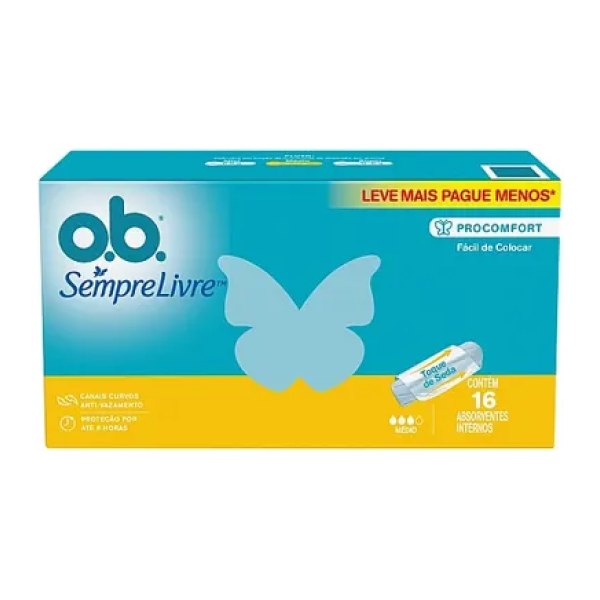 MÉDIO
LEVE MAIS PAGUE MENOS*
o.b.®
SempreLivre™
PROCOMFORT
Fácil de Colocar
Toque
de Seda
CANAIS CURVOS
ANTI-VAZAMENTO
PROTEÇÃO POR
ATÉ 8 HORAS
MÉDIO
CONTÉM
16
ABSORVENTES
INTERNOS